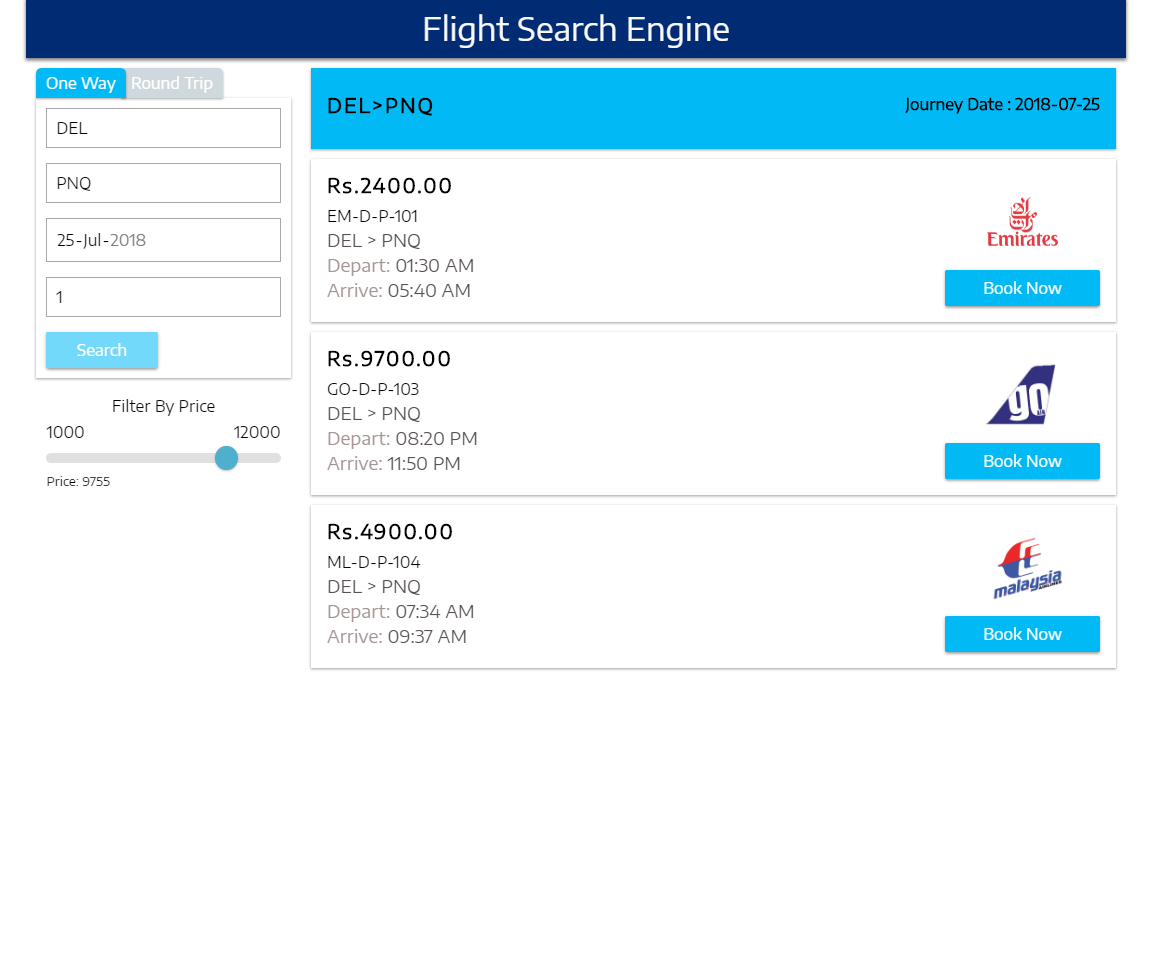 Flight Search Engine
One Way Round Trip
DEL
PNQ
25-Jul-2018
1
Search
Filter By Price
1000 12000
Price: 9755
DEL>PNQ
Journey Date : 2018-07-25
Rs.2400.00
EM-D-P-101
DEL > PNQ
Depart: 01:30 AM
Arrive: 05:40 AM
Emirates
Book Now
Rs.9700.00
GO-D-P-103
DEL > PNQ
Depart: 08:20 PM
Arrive: 11:50 PM
go
Book Now
Rs.4900.00
ML-D-P-104
DEL > PNQ
Depart: 07:34 AM
Arrive: 09:37 AM
malaysia
AIRLINES
Book Now